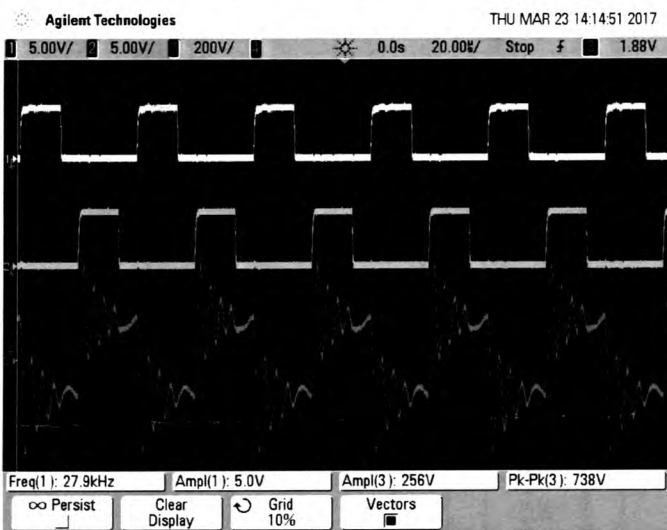 Agilent Technologies THU MAR 23 14:14:51 2017
1 5.00V/ 2 5.00V/ 200V/ 0.0s 20.00㎲/ Stop 1.88V
Freq(1): 27.9kHz Ampl(1): 5.0V Ampl(3): 256V Pk-Pk(3): 738V
∞ Persist Clear Display Grid 10% Vectors